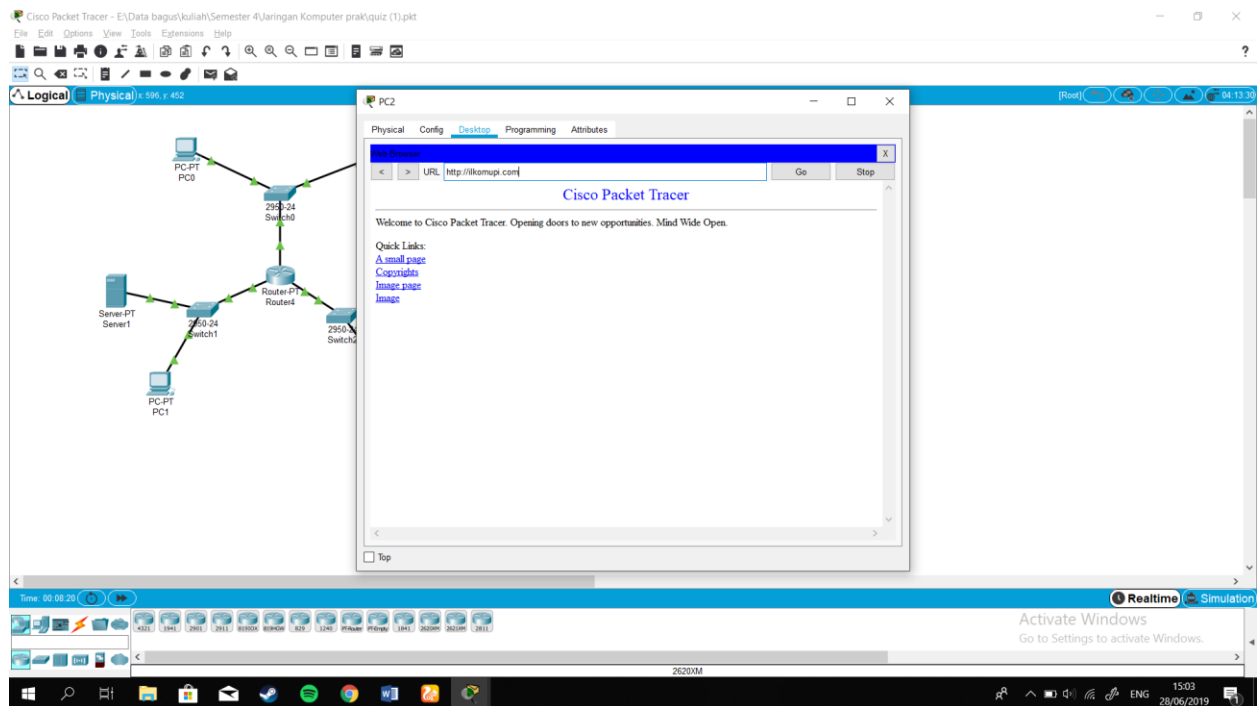 Cisco Packet Tracer - E:\Data bagus\kuliah\Semester 4\Jaringan Komputer prak\quiz (1).pkt
File Edit Options View Tools Extensions Help
?
Logical Physical x: 596, y: 452
[Root]
04:13:30
PC2
Physical Config Desktop Programming Attributes
Web Browser X
< > URL http://ilkomupi.com Go Stop
Cisco Packet Tracer
Welcome to Cisco Packet Tracer. Opening doors to new opportunities. Mind Wide Open.
Quick Links:
A small page
Copyrights
Image page
Image
Top
PC-PT
PC0
2950-24
Switch0
Router-PT
Router4
Server-PT
Server1
2950-24
Switch1
Switch2
PC-PT
PC1
Time: 00:08:20
Realtime Simulation
4321 1941 2901 2911 819IOX 819HGW 829 1240 PT-Router PT-Empty 1841 2620XM 2621XM 2811
2620XM
Activate Windows
Go to Settings to activate Windows.
ENG
15:03
28/06/2019
1